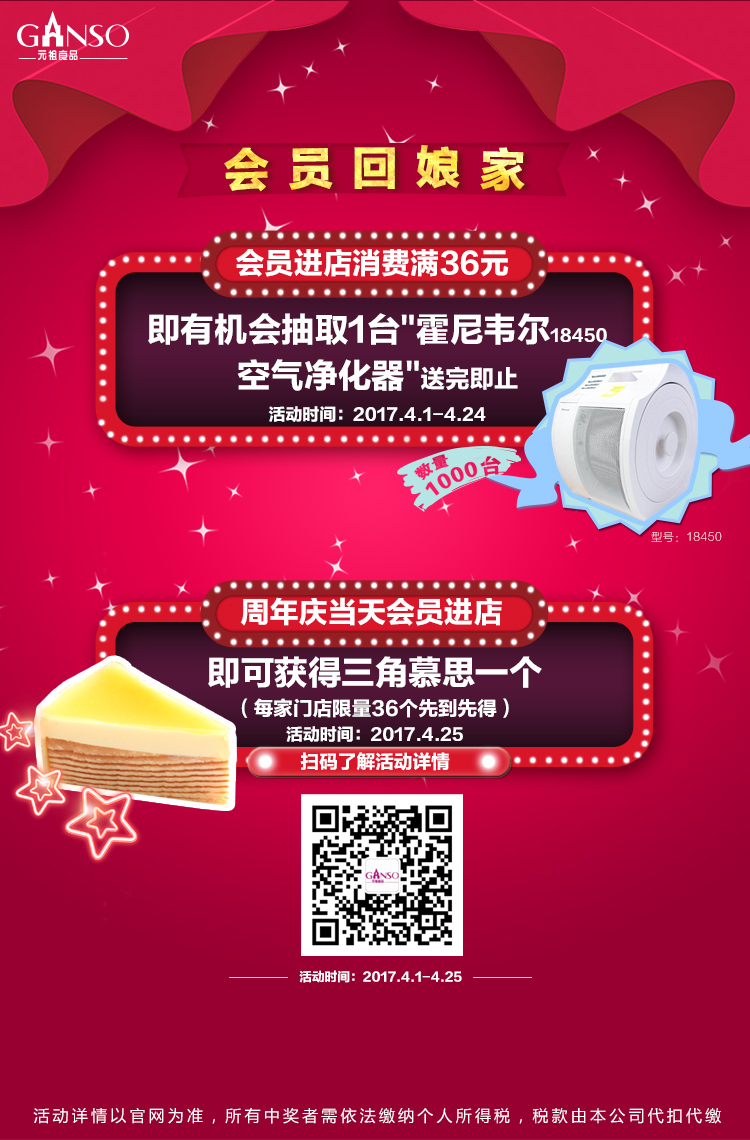 GANSO
元祖良品
会员回娘家
会员进店消费满36元
即有机会抽取1台"霍尼韦尔18450
空气净化器"送完即止
活动时间：2017.4.1-4.24
数量
1000台
型号：18450
周年庆当天会员进店
即可获得三角慕思一个
（每家门店限量36个先到先得）
活动时间：2017.4.25
扫码了解活动详情
GANSO
元祖食品
活动时间：2017.4.1-4.25
活动详情以官网为准，所有中奖者需依法缴纳个人所得税，税款由本公司代扣代缴